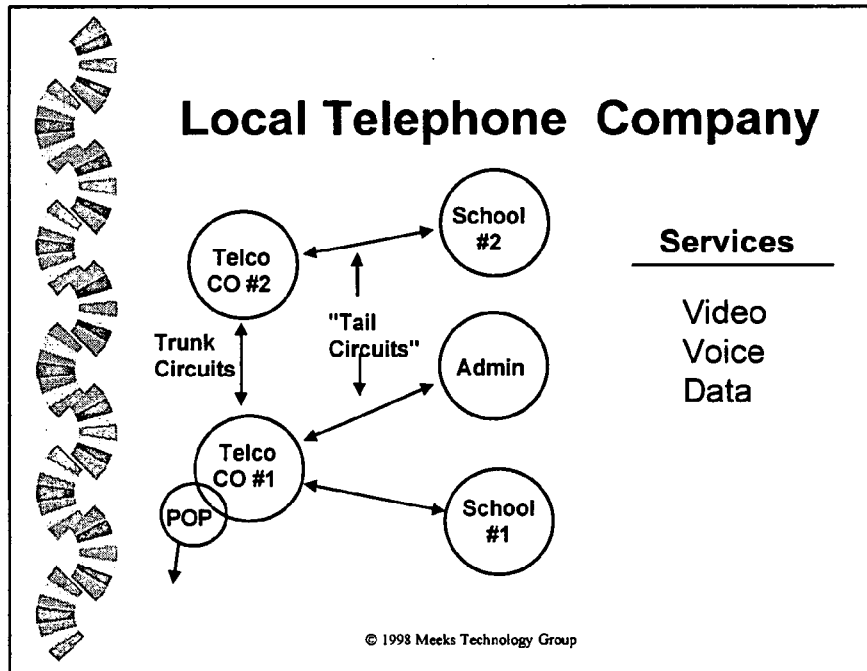 Local Telephone Company
Telco
CO #2
School
#2
Trunk
Circuits
"Tail
Circuits"
Admin
Telco
CO #1
POP
School
#1
Services
Video
Voice
Data
© 1998 Meeks Technology Group